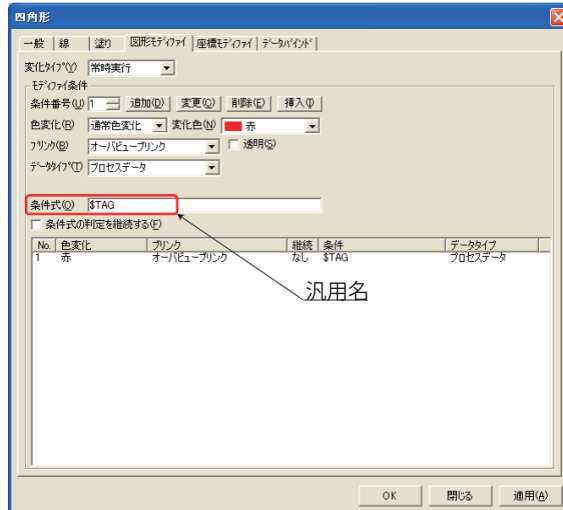 四角形
一般 線 塗り 図形モディファイ 座標モディファイ データバインド
変化タイプ(Y) 常時実行
モディファイ条件
条件番号(U) 1 追加(D) 変更(C) 削除(E) 挿入(I)
色変化(R) 通常色変化 変化色(N) 赤
ブリンク(B) オーバビューブリンク 透明(S)
データタイプ(T) プロセスデータ
条件式(O) $TAG
条件式の判定を継続する(F)
No. 色変化 ブリンク 継続 条件 データタイプ
1 赤 オーバビューブリンク なし $TAG プロセスデータ
汎用名
OK 閉じる 適用(A)